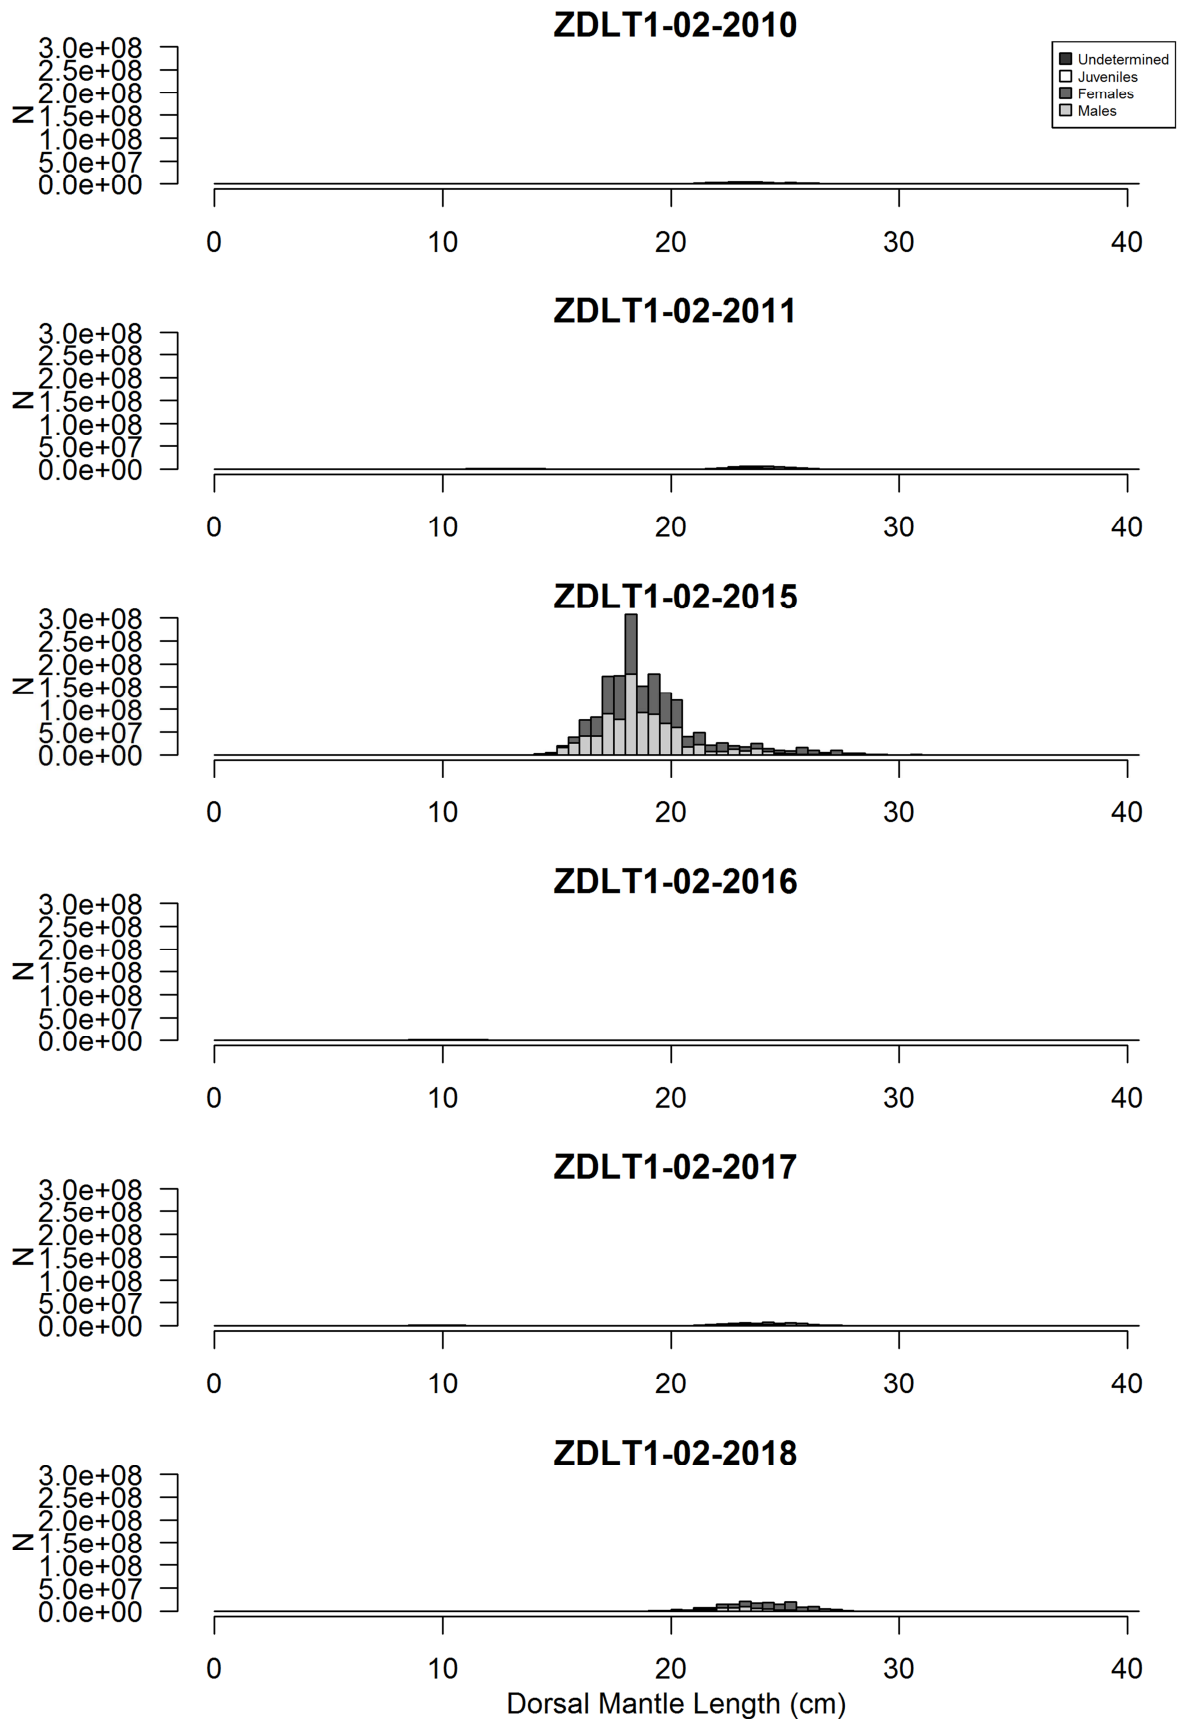 ZDLT1-02-2010
3.0e+08
2.5e+08
2.0e+08
1.5e+08
1.0e+08
5.0e+07
0.0e+00
N
Undetermined
Juveniles
Females
Males
0 10 20 30 40
ZDLT1-02-2011
3.0e+08
2.5e+08
2.0e+08
1.5e+08
1.0e+08
5.0e+07
0.0e+00
N
0 10 20 30 40
ZDLT1-02-2015
3.0e+08
2.5e+08
2.0e+08
1.5e+08
1.0e+08
5.0e+07
0.0e+00
N
0 10 20 30 40
ZDLT1-02-2016
3.0e+08
2.5e+08
2.0e+08
1.5e+08
1.0e+08
5.0e+07
0.0e+00
N
0 10 20 30 40
ZDLT1-02-2017
3.0e+08
2.5e+08
2.0e+08
1.5e+08
1.0e+08
5.0e+07
0.0e+00
N
0 10 20 30 40
ZDLT1-02-2018
3.0e+08
2.5e+08
2.0e+08
1.5e+08
1.0e+08
5.0e+07
0.0e+00
N
0 10 20 30 40
Dorsal Mantle Length (cm)